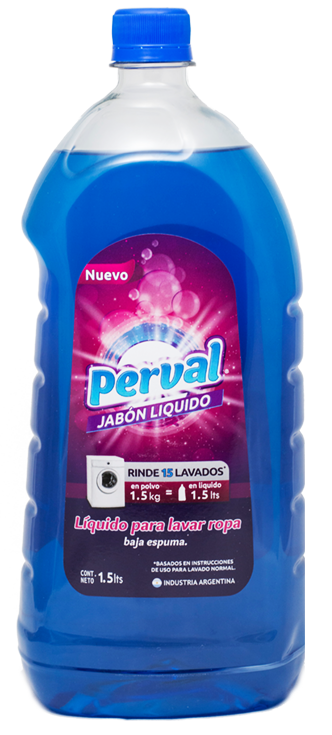 Nuevo
perval
JABÓN LIQUIDO
RINDE 15 LAVADOS*
en polvo en liquido
1.5 kg = 1.5 lts
Líquido para lavar ropa
baja espuma.
*BASADOS EN INSTRUCCIONES
DE USO PARA LAVADO NORMAL.
CONT.
NETO 1.5lts
INDUSTRIA ARGENTINA